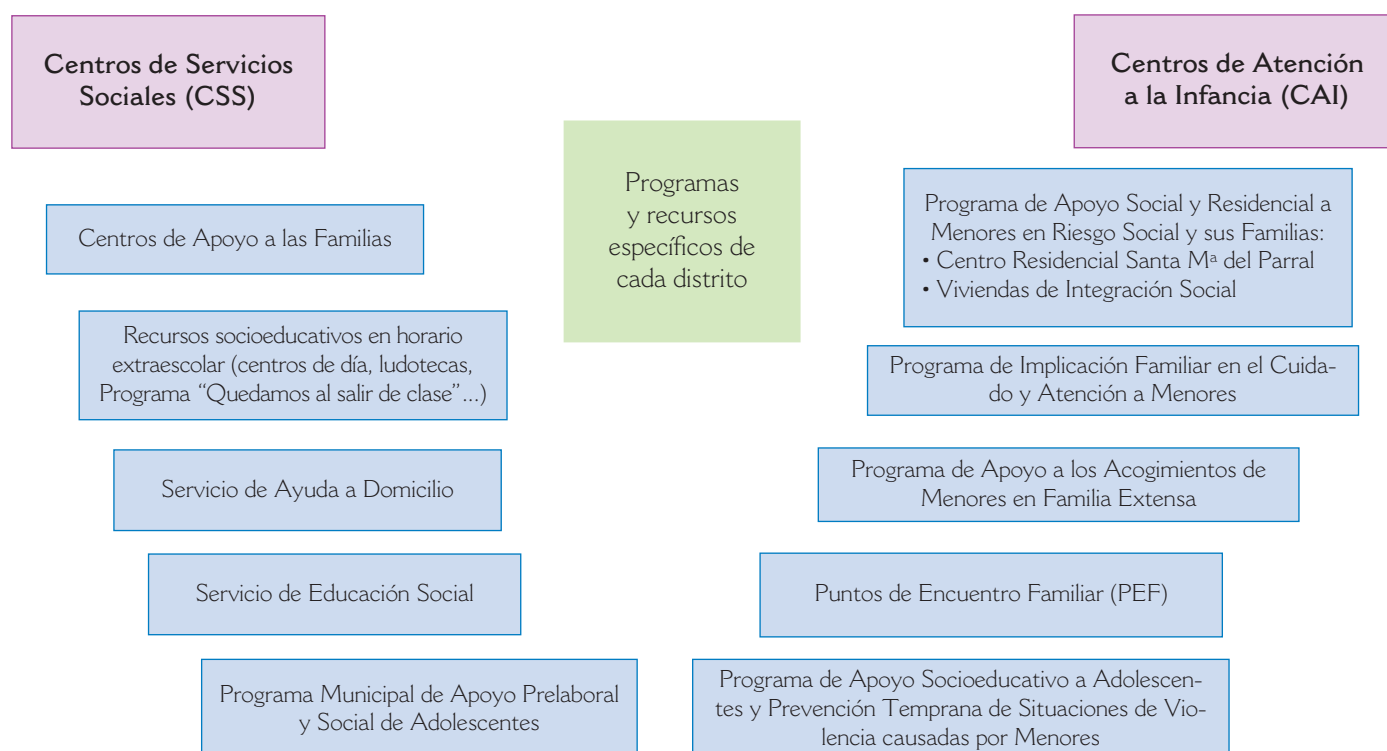 Centros de Servicios
Sociales (CSS)
Centros de Apoyo a las Familias
Recursos socioeducativos en horario
extraescolar (centros de día, ludotecas,
Programa “Quedamos al salir de clase”...)
Servicio de Ayuda a Domicilio
Servicio de Educación Social
Programa Municipal de Apoyo Prelaboral
y Social de Adolescentes
Programas
y recursos
específicos de
cada distrito
Centros de Atención
a la Infancia (CAI)
Programa de Apoyo Social y Residencial a
Menores en Riesgo Social y sus Familias:
• Centro Residencial Santa Mª del Parral
• Viviendas de Integración Social
Programa de Implicación Familiar en el Cuida-
do y Atención a Menores
Programa de Apoyo a los Acogimientos de
Menores en Familia Extensa
Puntos de Encuentro Familiar (PEF)
Programa de Apoyo Socioeducativo a Adolescen-
tes y Prevención Temprana de Situaciones de Vio-
lencia causadas por Menores